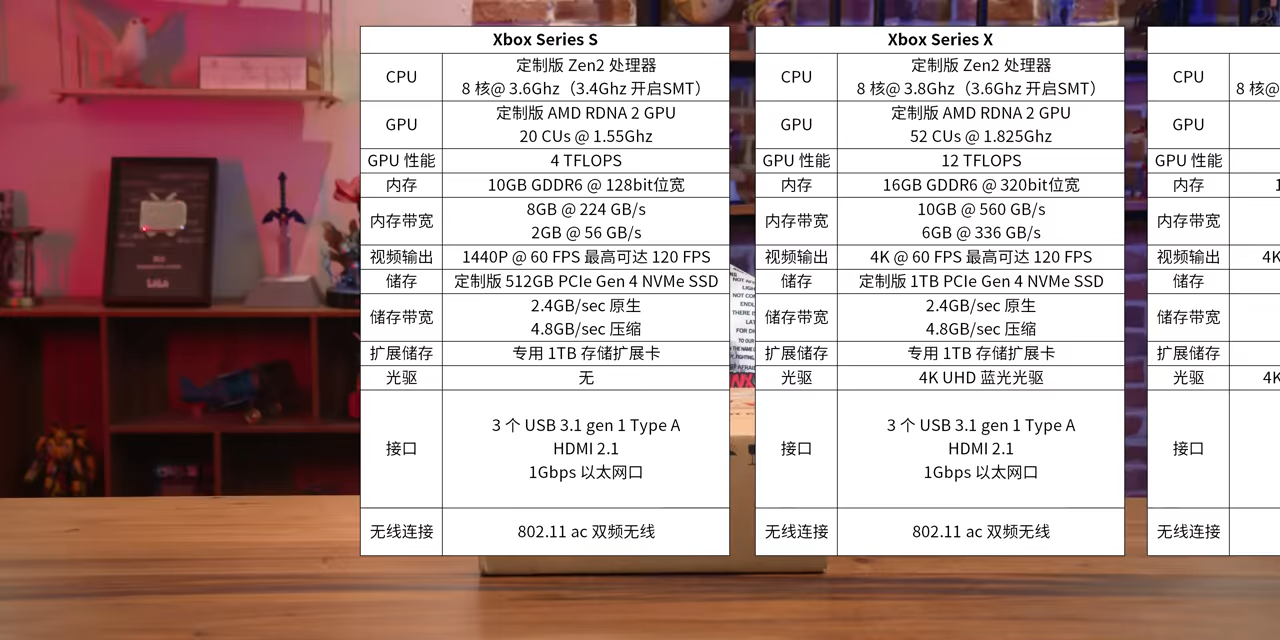 Xbox Series S
CPU
定制版 Zen2 处理器
8 核@ 3.6Ghz（3.4Ghz 开启SMT）
GPU
定制版 AMD RDNA 2 GPU
20 CUs @ 1.55Ghz
GPU 性能
4 TFLOPS
内存
10GB GDDR6 @ 128bit位宽
内存带宽
8GB @ 224 GB/s
2GB @ 56 GB/s
视频输出
1440P @ 60 FPS 最高可达 120 FPS
储存
定制版 512GB PCIe Gen 4 NVMe SSD
储存带宽
2.4GB/sec 原生
4.8GB/sec 压缩
扩展储存
专用 1TB 存储扩展卡
光驱
无
接口
3 个 USB 3.1 gen 1 Type A
HDMI 2.1
1Gbps 以太网口
无线连接
802.11 ac 双频无线
Xbox Series X
CPU
定制版 Zen2 处理器
8 核@ 3.8Ghz（3.6Ghz 开启SMT）
GPU
定制版 AMD RDNA 2 GPU
52 CUs @ 1.825Ghz
GPU 性能
12 TFLOPS
内存
16GB GDDR6 @ 320bit位宽
内存带宽
10GB @ 560 GB/s
6GB @ 336 GB/s
视频输出
4K @ 60 FPS 最高可达 120 FPS
储存
定制版 1TB PCIe Gen 4 NVMe SSD
储存带宽
2.4GB/sec 原生
4.8GB/sec 压缩
扩展储存
专用 1TB 存储扩展卡
光驱
4K UHD 蓝光光驱
接口
3 个 USB 3.1 gen 1 Type A
HDMI 2.1
1Gbps 以太网口
无线连接
802.11 ac 双频无线
CPU
8 核@
GPU
GPU 性能
内存
1
内存带宽
视频输出
4K
储存
储存带宽
扩展储存
光驱
4K
接口
无线连接